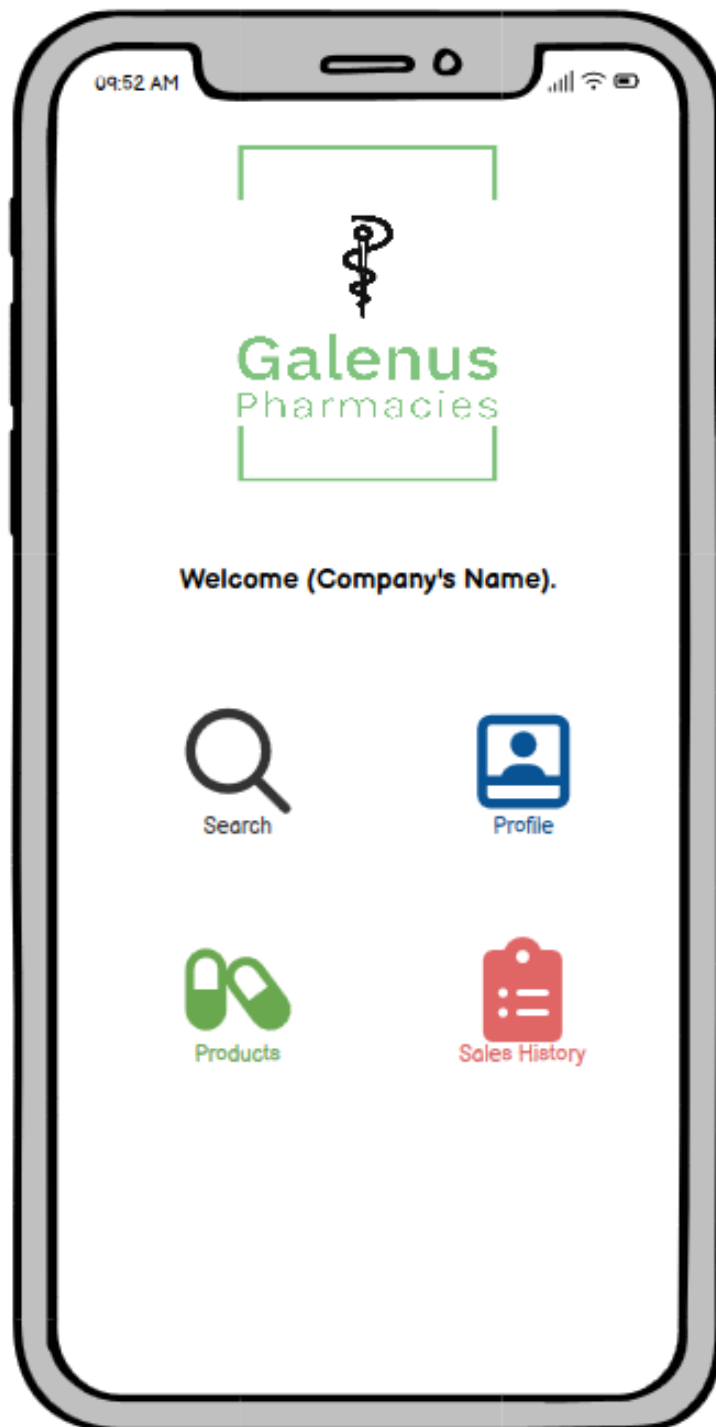 09:52 AM
Galenus
Pharmacies
Welcome (Company's Name).
Search
Profile
Products
Sales History